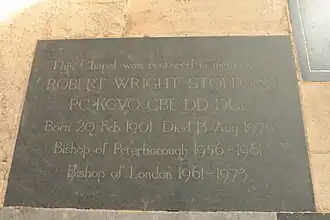 This Chapel was restored in memory of
ROBERT WRIGHT STOPFORD
PC KCVO CBE DD DCL
Born 20 Feb 1901 Died 13 Aug 1976
Bishop of Peterborough 1956-1961
Bishop of London 1961-1973